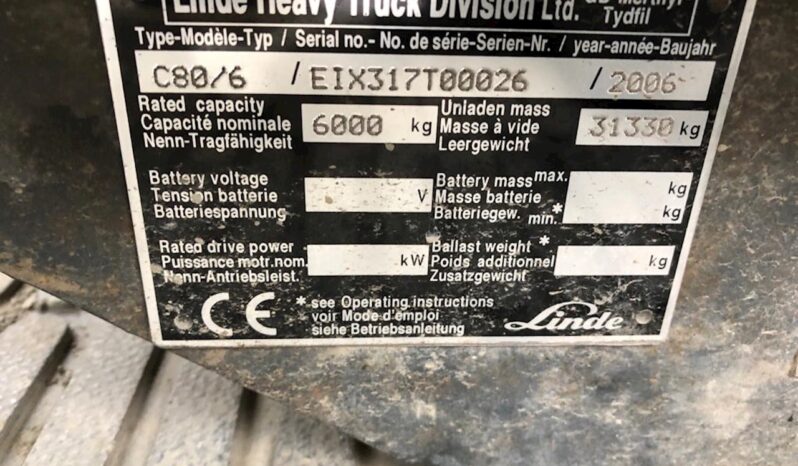 Linde Heavy Truck Division Ltd. GB-Merthyr Tydfil
Type-Modèle-Typ / Serial no.- No. de série-Serien-Nr. / year-année-Baujahr
C80/6 / EIX317T00026 / 2006
Rated capacity
Capacité nominale 6000 kg
Nenn-Tragfähigkeit
Unladen mass
Masse à vide 31330 kg
Leergewicht
Battery voltage
Tension batterie V
Batteriespannung
Battery mass max. kg
Masse batterie
Batteriegew. min.* kg
Rated drive power
Puissance motr.nom. kW
Nenn-Antriebsleist.
Ballast weight *
Poids additionnel kg
Zusatzgewicht
CE
* see Operating instructions
voir Mode d'emploi
siehe Betriebsanleitung
Linde